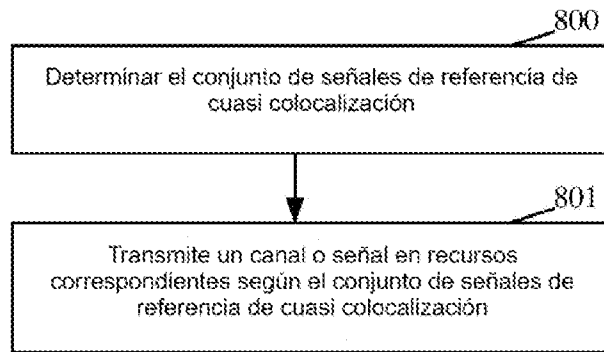 800
Determinar el conjunto de señales de referencia de
cuasi colocalización
801
Transmite un canal o señal en recursos
correspondientes según el conjunto de señales de
referencia de cuasi colocalización